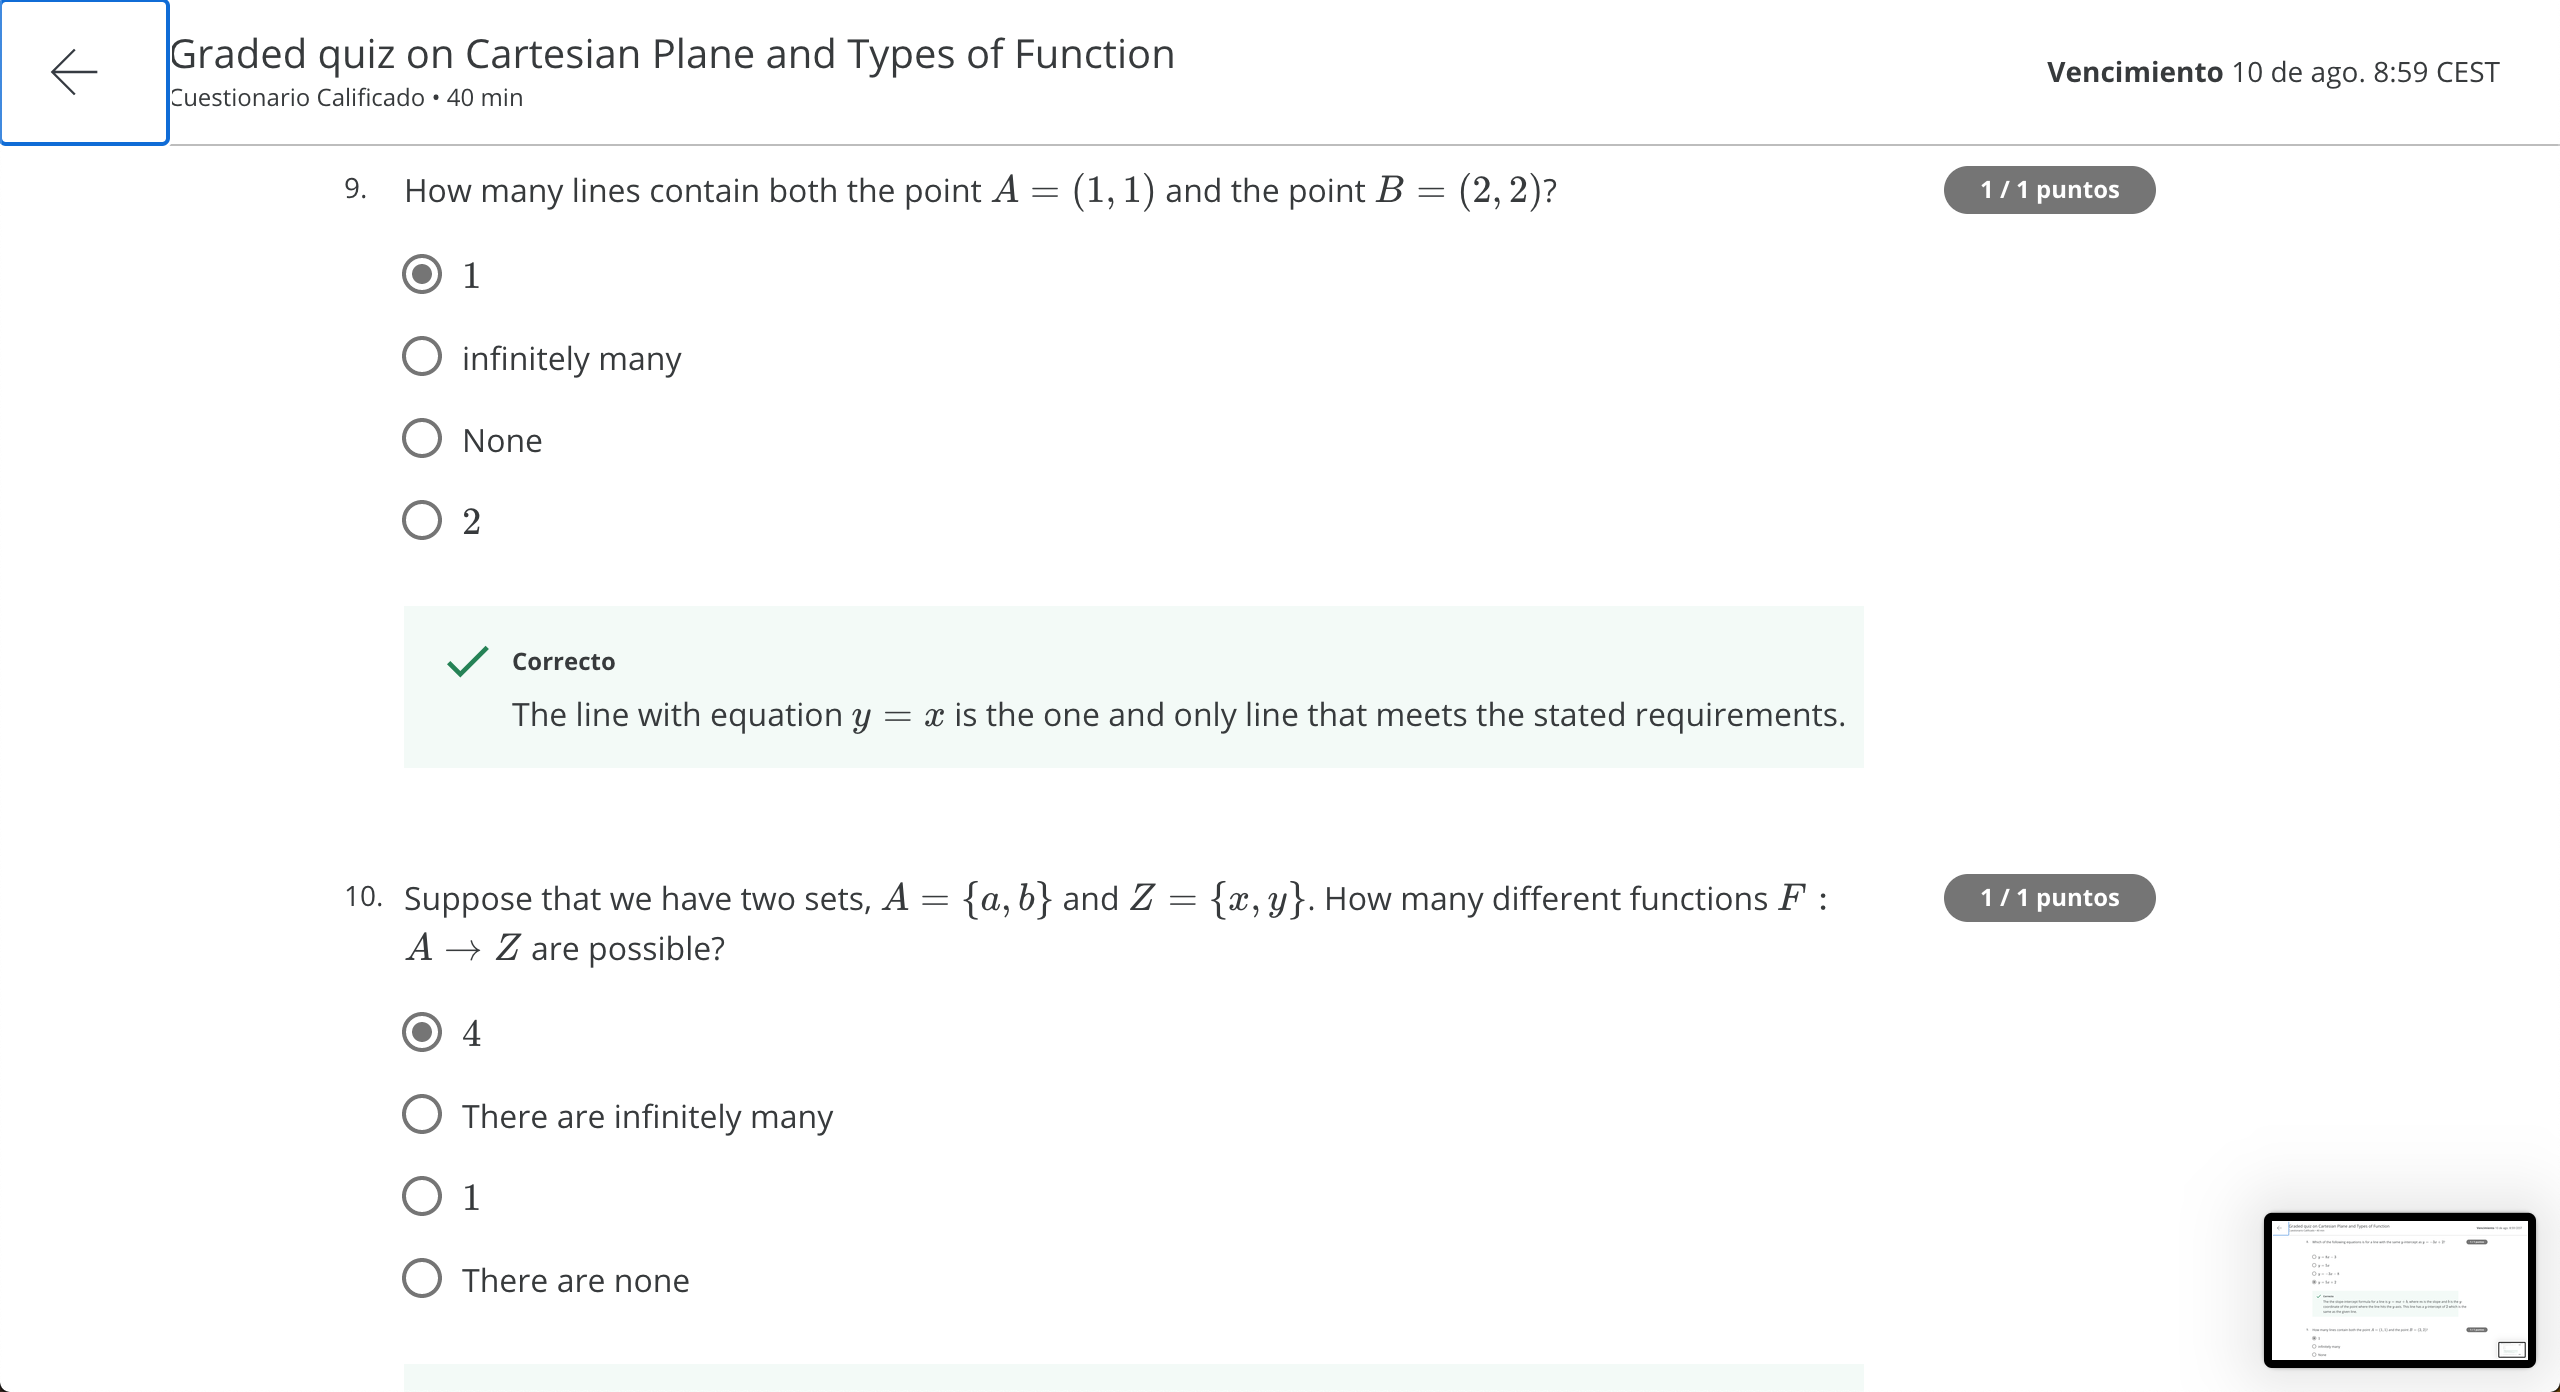 Graded quiz on Cartesian Plane and Types of Function
Cuestionario Calificado • 40 min
Vencimiento 10 de ago. 8:59 CEST
9. How many lines contain both the point A = (1, 1) and the point B = (2, 2)?
1 / 1 puntos
1
infinitely many
None
2
Correcto
The line with equation y = x is the one and only line that meets the stated requirements.
10. Suppose that we have two sets, A = {a, b} and Z = {x, y}. How many different functions F :
A → Z are possible?
1 / 1 puntos
4
There are infinitely many
1
There are none